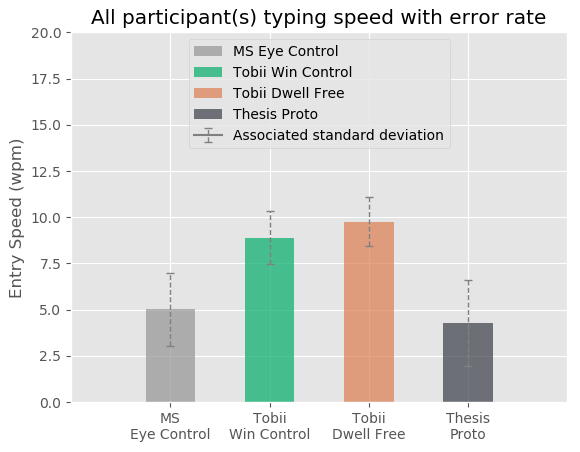 All participant(s) typing speed with error rate
20.0
17.5
15.0
12.5
10.0
7.5
5.0
2.5
0.0
Entry Speed (wpm)
MS Eye Control
Tobii Win Control
Tobii Dwell Free
Thesis Proto
Associated standard deviation
MS
Eye Control
Tobii
Win Control
Tobii
Dwell Free
Thesis
Proto